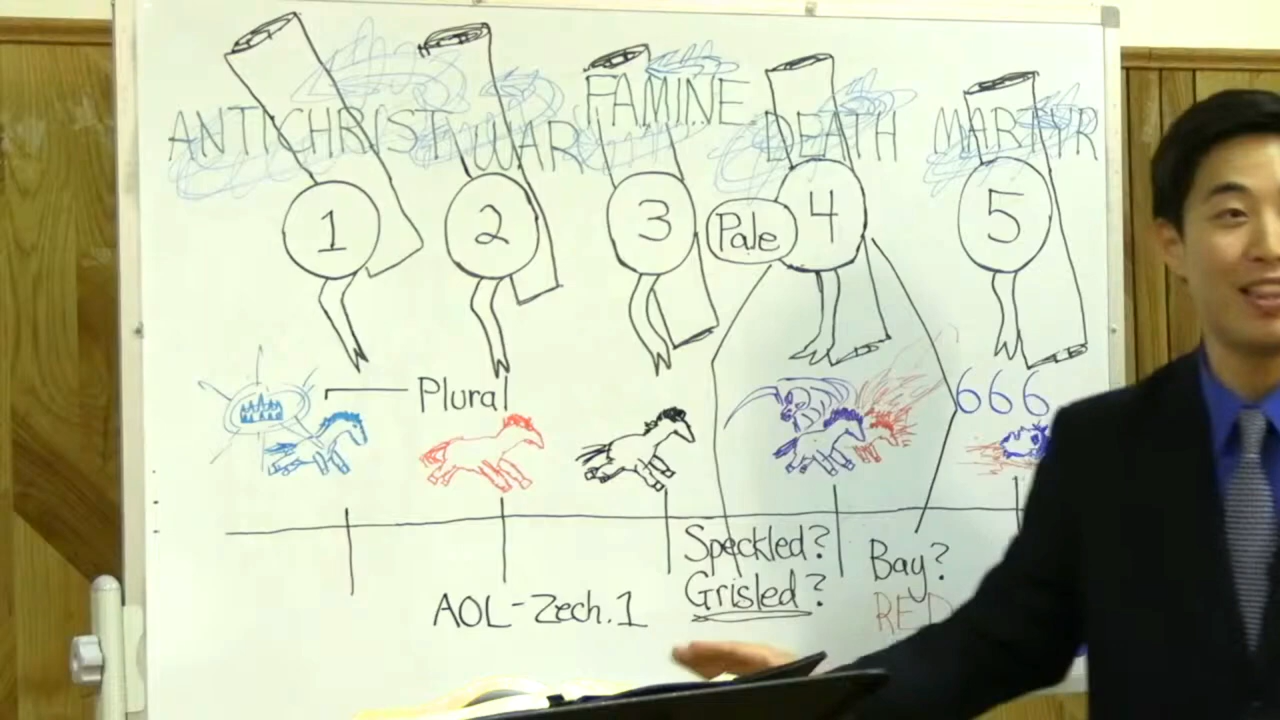 ANTICHRIST WAR FAMINE DEATH MARTYR
1 2 3 Pale 4 5
Plural
666
Speckled? Bay?
Grisled? RED
AOL-Zech. 1